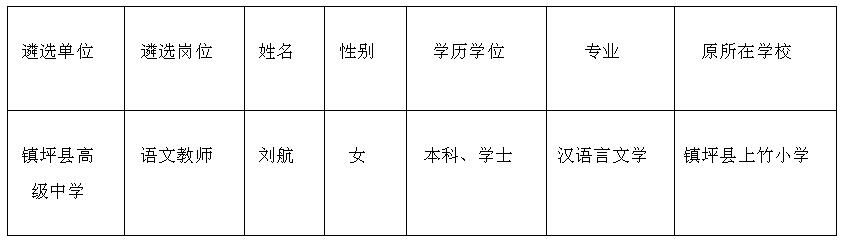 遴选单位 遴选岗位 姓名 性别 学历学位 专业 原所在学校
镇坪县高 语文教师 刘航 女 本科、学士 汉语言文学 镇坪县上竹小学
级中学